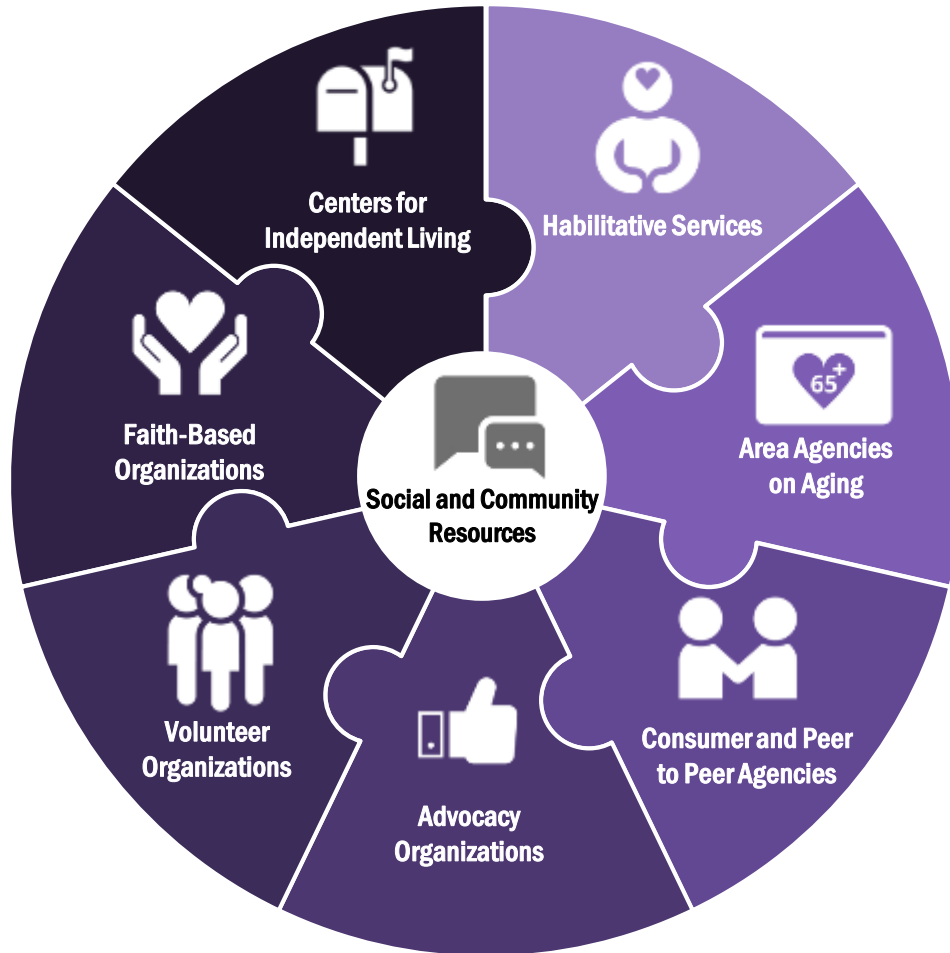 Centers for
Independent Living
Habilitative Services
65+
Area Agencies
on Aging
Consumer and Peer
to Peer Agencies
Advocacy
Organizations
Volunteer
Organizations
Faith-Based
Organizations
Social and Community
Resources